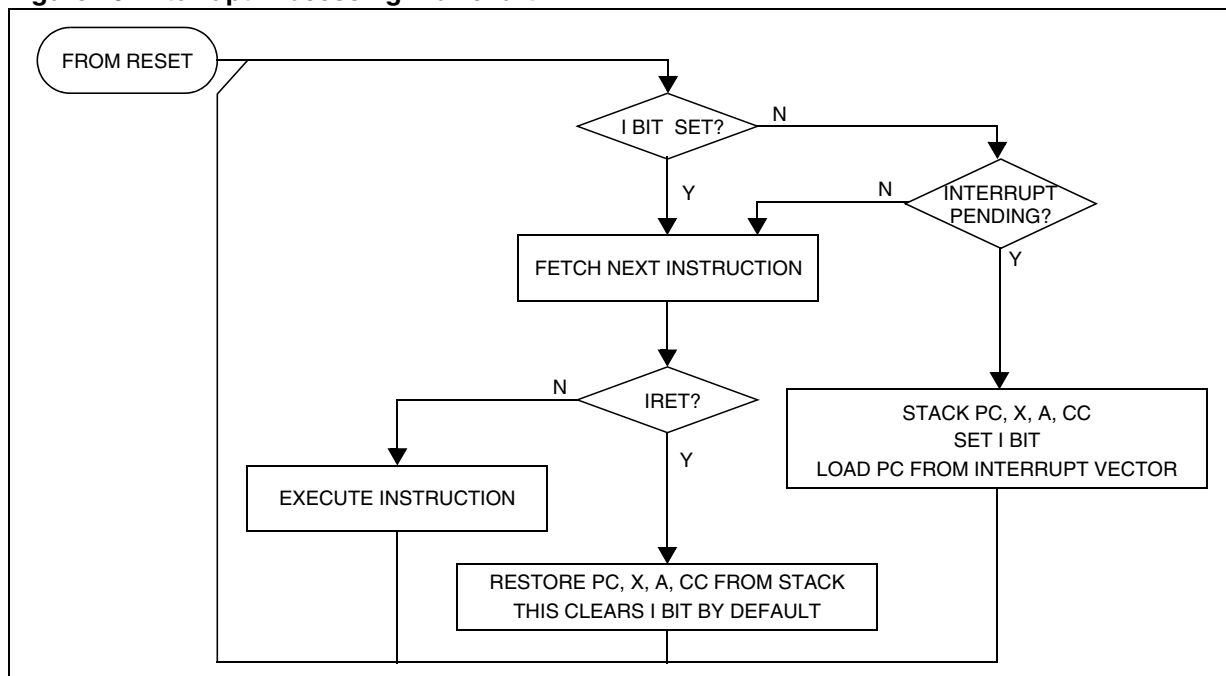 FROM RESET
I BIT SET?
N
Y
INTERRUPT
PENDING?
N
Y
FETCH NEXT INSTRUCTION
IRET?
N
Y
STACK PC, X, A, CC
SET I BIT
LOAD PC FROM INTERRUPT VECTOR
EXECUTE INSTRUCTION
RESTORE PC, X, A, CC FROM STACK
THIS CLEARS I BIT BY DEFAULT